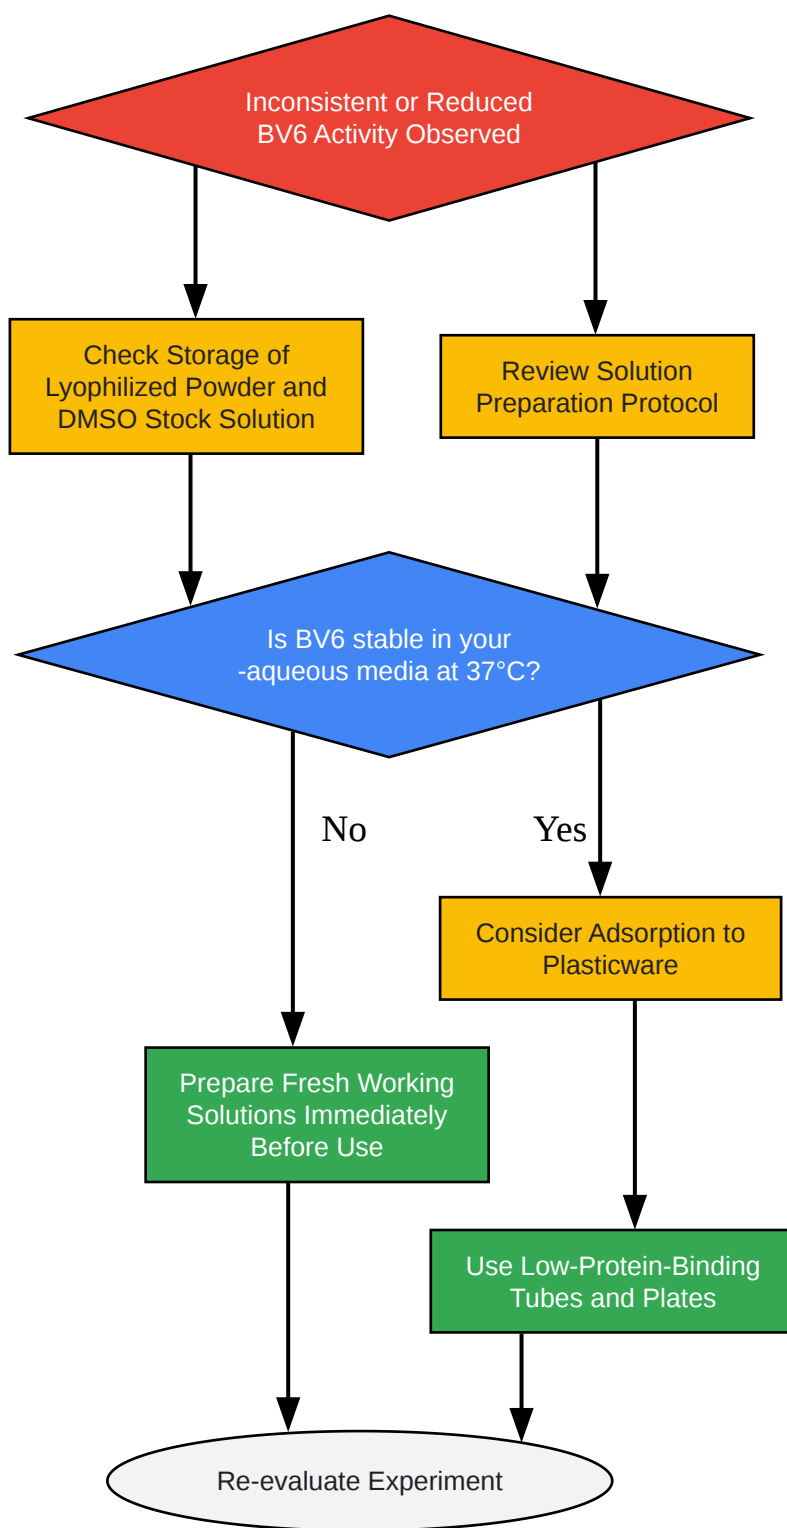 Inconsistent or Reduced
BV6 Activity Observed
Check Storage of
Lyophilized Powder and
DMSO Stock Solution
Review Solution
Preparation Protocol
Is BV6 stable in your
-aqueous media at 37°C?
No
Yes
Consider Adsorption to
Plasticware
Prepare Fresh Working
Solutions Immediately
Before Use
Use Low-Protein-Binding
Tubes and Plates
Re-evaluate Experiment